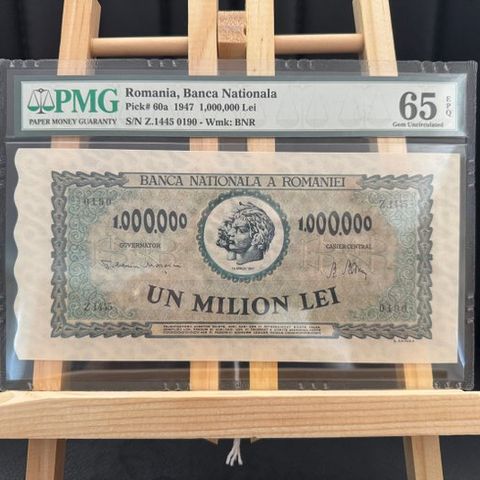 PMG
PAPER MONEY GUARANTY
Romania, Banca Nationala
Pick# 60a 1947 1,000,000 Lei
S/N Z.1445 0190 - Wmk: BNR
65 EPQ
Gem Uncirculated
BANCA NATIONALA A ROMANIEI
0190
Z.1445
1.000.000
1.000.000
GUVERNATOR
CASIER CENTRAL
UN MILION LEI
Z.1445
0190